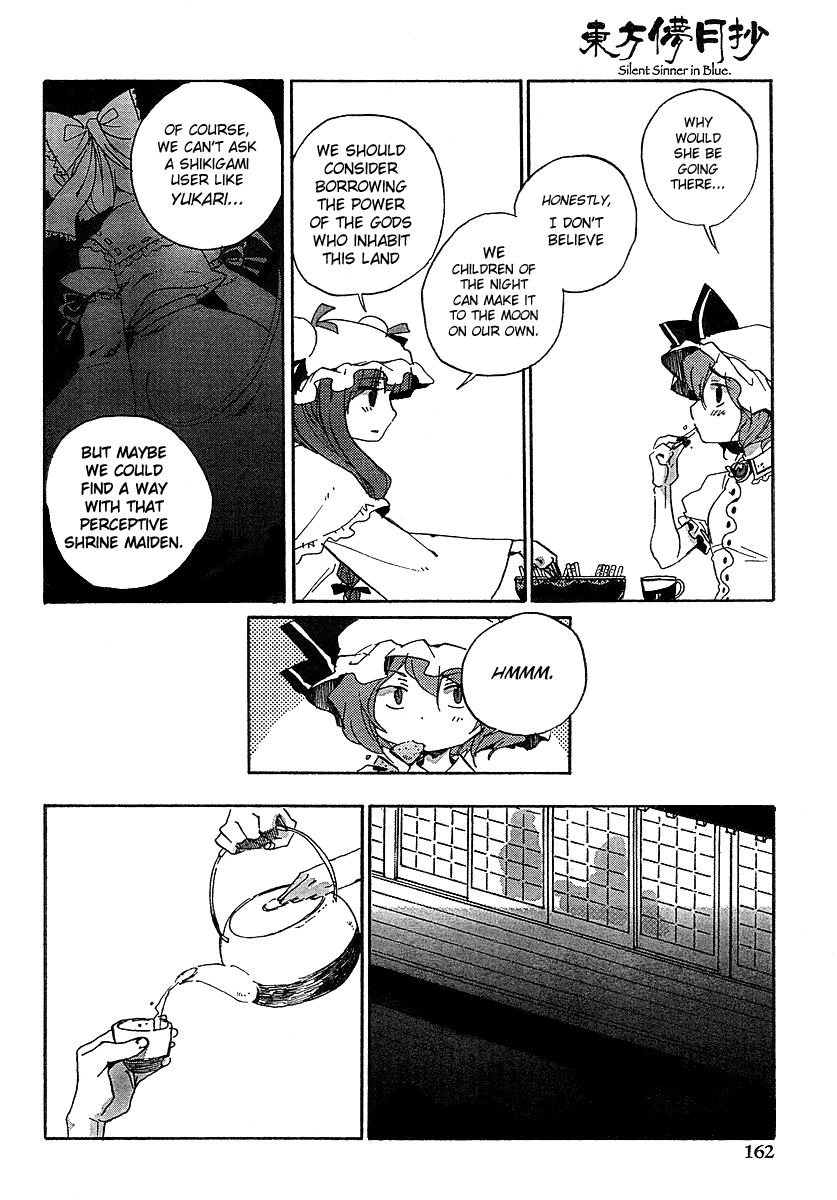 東方儚月抄
Silent Sinner in Blue.
WHY
WOULD
SHE BE
GOING
THERE...
HONESTLY,
I DON'T
BELIEVE
WE
CHILDREN OF
THE NIGHT
CAN MAKE IT
TO THE MOON
ON OUR OWN.
WE SHOULD
CONSIDER
BORROWING
THE POWER
OF THE GODS
WHO INHABIT
THIS LAND
OF COURSE,
WE CAN'T ASK
A SHIKIGAMI
USER LIKE
YUKARI...
BUT MAYBE
WE COULD
FIND A WAY
WITH THAT
PERCEPTIVE
SHRINE MAIDEN.
HMMM.
162